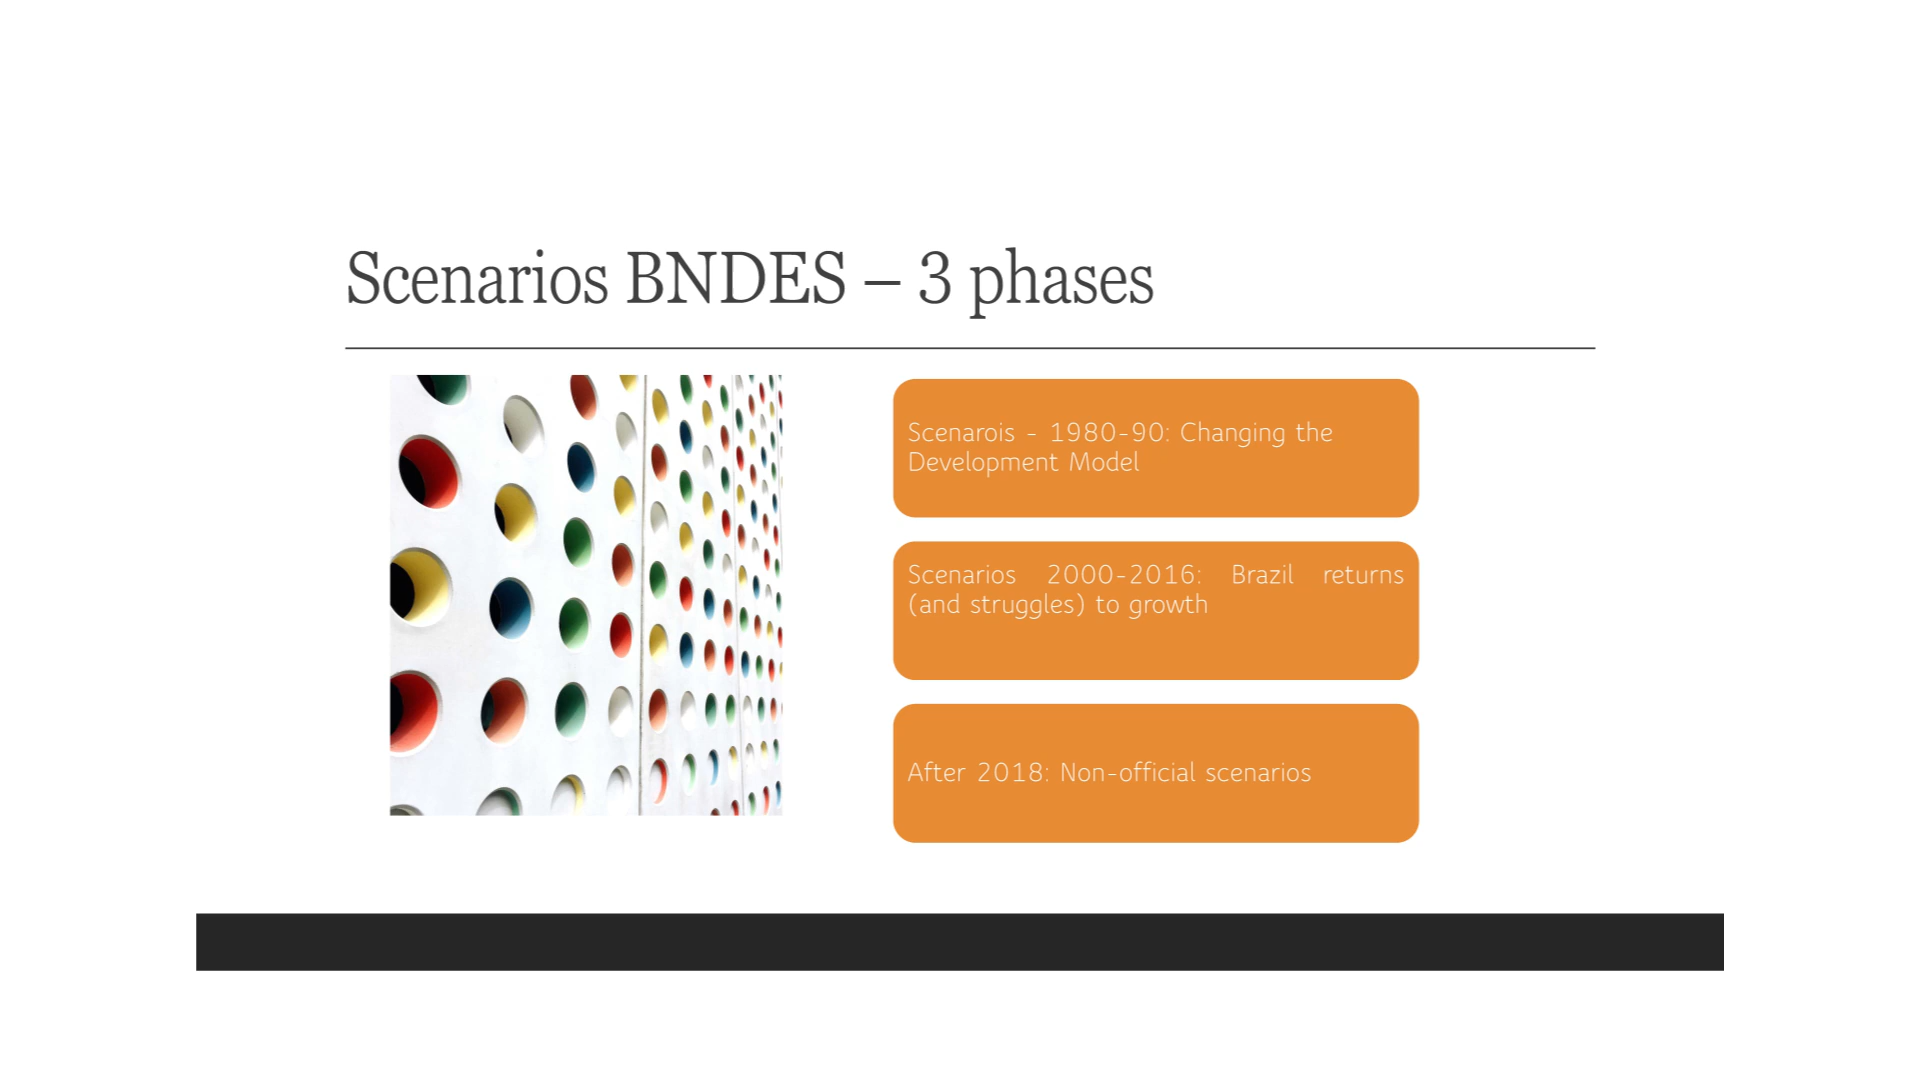 Scenarios BNDES – 3 phases
Scenarois - 1980-90: Changing the
Development Model
Scenarios 2000-2016: Brazil returns
(and struggles) to growth
After 2018: Non-official scenarios